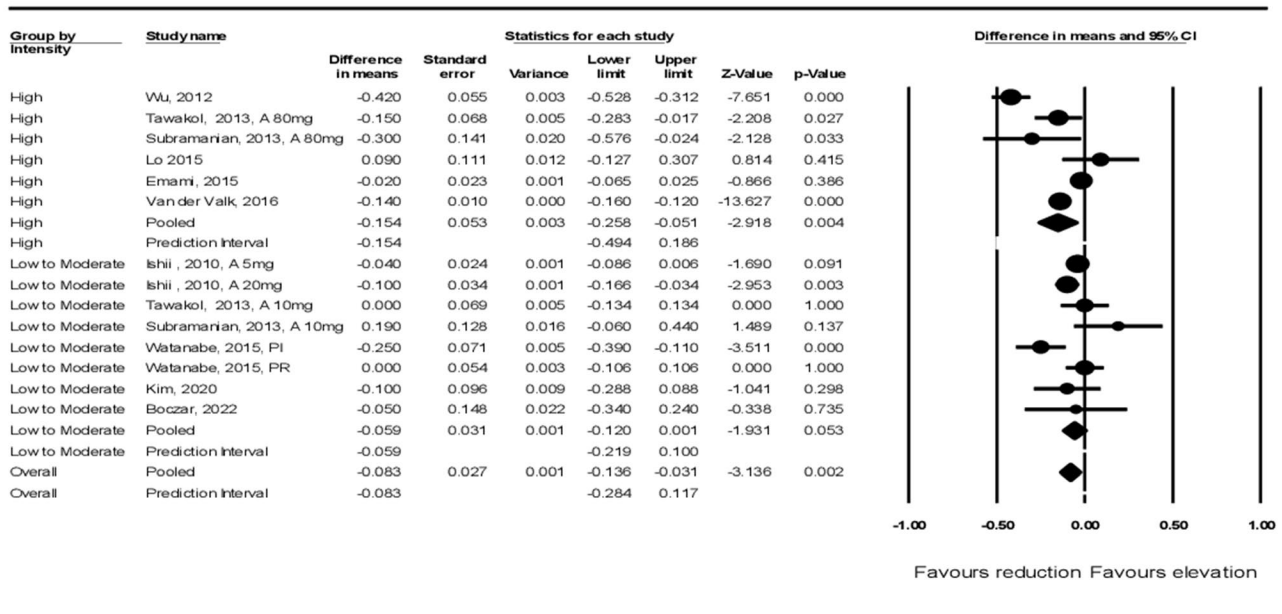 Group by Study name Statistics for each study Difference in means and 95% CI
Intensity
Difference Standard Lower Upper
in means error Variance limit limit Z-Value p-Value
High Wu, 2012 -0.420 0.055 0.003 -0.528 -0.312 -7.651 0.000
High Tawakol, 2013, A 80mg -0.150 0.068 0.005 -0.283 -0.017 -2.208 0.027
High Subramanian, 2013, A 80mg -0.300 0.141 0.020 -0.576 -0.024 -2.128 0.033
High Lo 2015 0.090 0.111 0.012 -0.127 0.307 0.814 0.415
High Emami, 2015 -0.020 0.023 0.001 -0.065 0.025 -0.866 0.386
High Van der Valk, 2016 -0.140 0.010 0.000 -0.160 -0.120 -13.627 0.000
High Pooled -0.154 0.053 0.003 -0.258 -0.051 -2.918 0.004
High Prediction Interval -0.154 -0.494 0.186
Low to Moderate Ishii , 2010, A 5mg -0.040 0.024 0.001 -0.086 0.006 -1.690 0.091
Low to Moderate Ishii , 2010, A 20mg -0.100 0.034 0.001 -0.166 -0.034 -2.953 0.003
Low to Moderate Tawakol, 2013, A 10mg 0.000 0.069 0.005 -0.134 0.134 0.000 1.000
Low to Moderate Subramanian, 2013, A 10mg 0.190 0.128 0.016 -0.060 0.440 1.489 0.137
Low to Moderate Watanabe, 2015, PI -0.250 0.071 0.005 -0.390 -0.110 -3.511 0.000
Low to Moderate Watanabe, 2015, PR 0.000 0.054 0.003 -0.106 0.106 0.000 1.000
Low to Moderate Kim, 2020 -0.100 0.096 0.009 -0.288 0.088 -1.041 0.298
Low to Moderate Boczar, 2022 -0.050 0.148 0.022 -0.340 0.240 -0.338 0.735
Low to Moderate Pooled -0.059 0.031 0.001 -0.120 0.001 -1.931 0.053
Low to Moderate Prediction Interval -0.059 -0.219 0.100
Overall Pooled -0.083 0.027 0.001 -0.136 -0.031 -3.136 0.002
Overall Prediction Interval -0.083 -0.284 0.117
-1.00 -0.50 0.00 0.50 1.00
Favours reduction Favours elevation